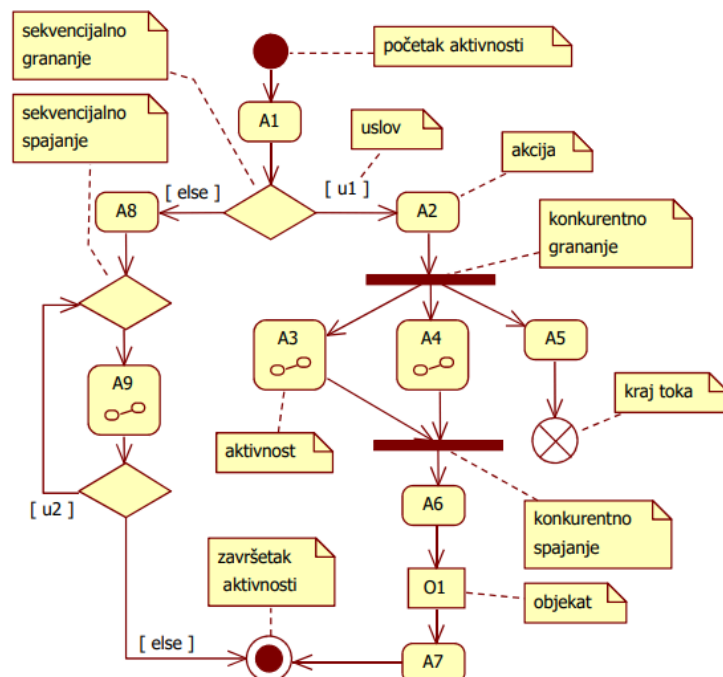 sekvencijalno
grananje
početak aktivnosti
sekvencijalno
spajanje
A1
uslov
akcija
[ else ]
[ u1 ]
A8
A2
konkurentno
grananje
A3
A4
A5
A9
kraj toka
aktivnost
[ u2 ]
A6
konkurentno
spajanje
završetak
aktivnosti
O1
objekat
[ else ]
A7